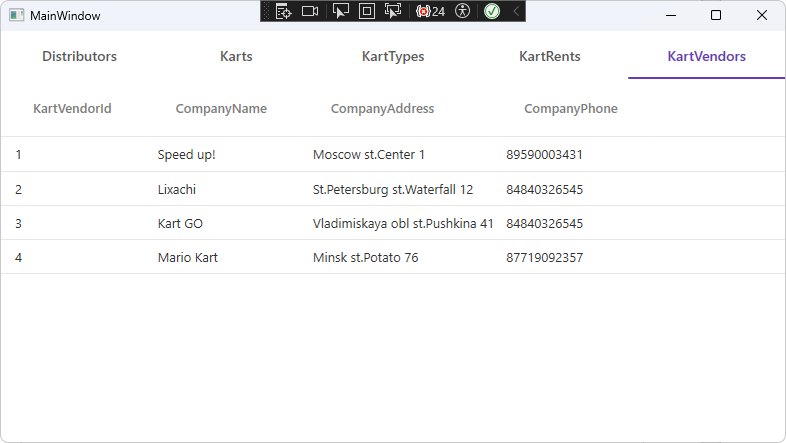 MainWindow
24
Distributors Karts KartTypes KartRents KartVendors
KartVendorId CompanyName CompanyAddress CompanyPhone
1 Speed up! Moscow st.Center 1 89590003431
2 Lixachi St.Petersburg st.Waterfall 12 84840326545
3 Kart GO Vladimiskaya obl st.Pushkina 41 84840326545
4 Mario Kart Minsk st.Potato 76 87719092357